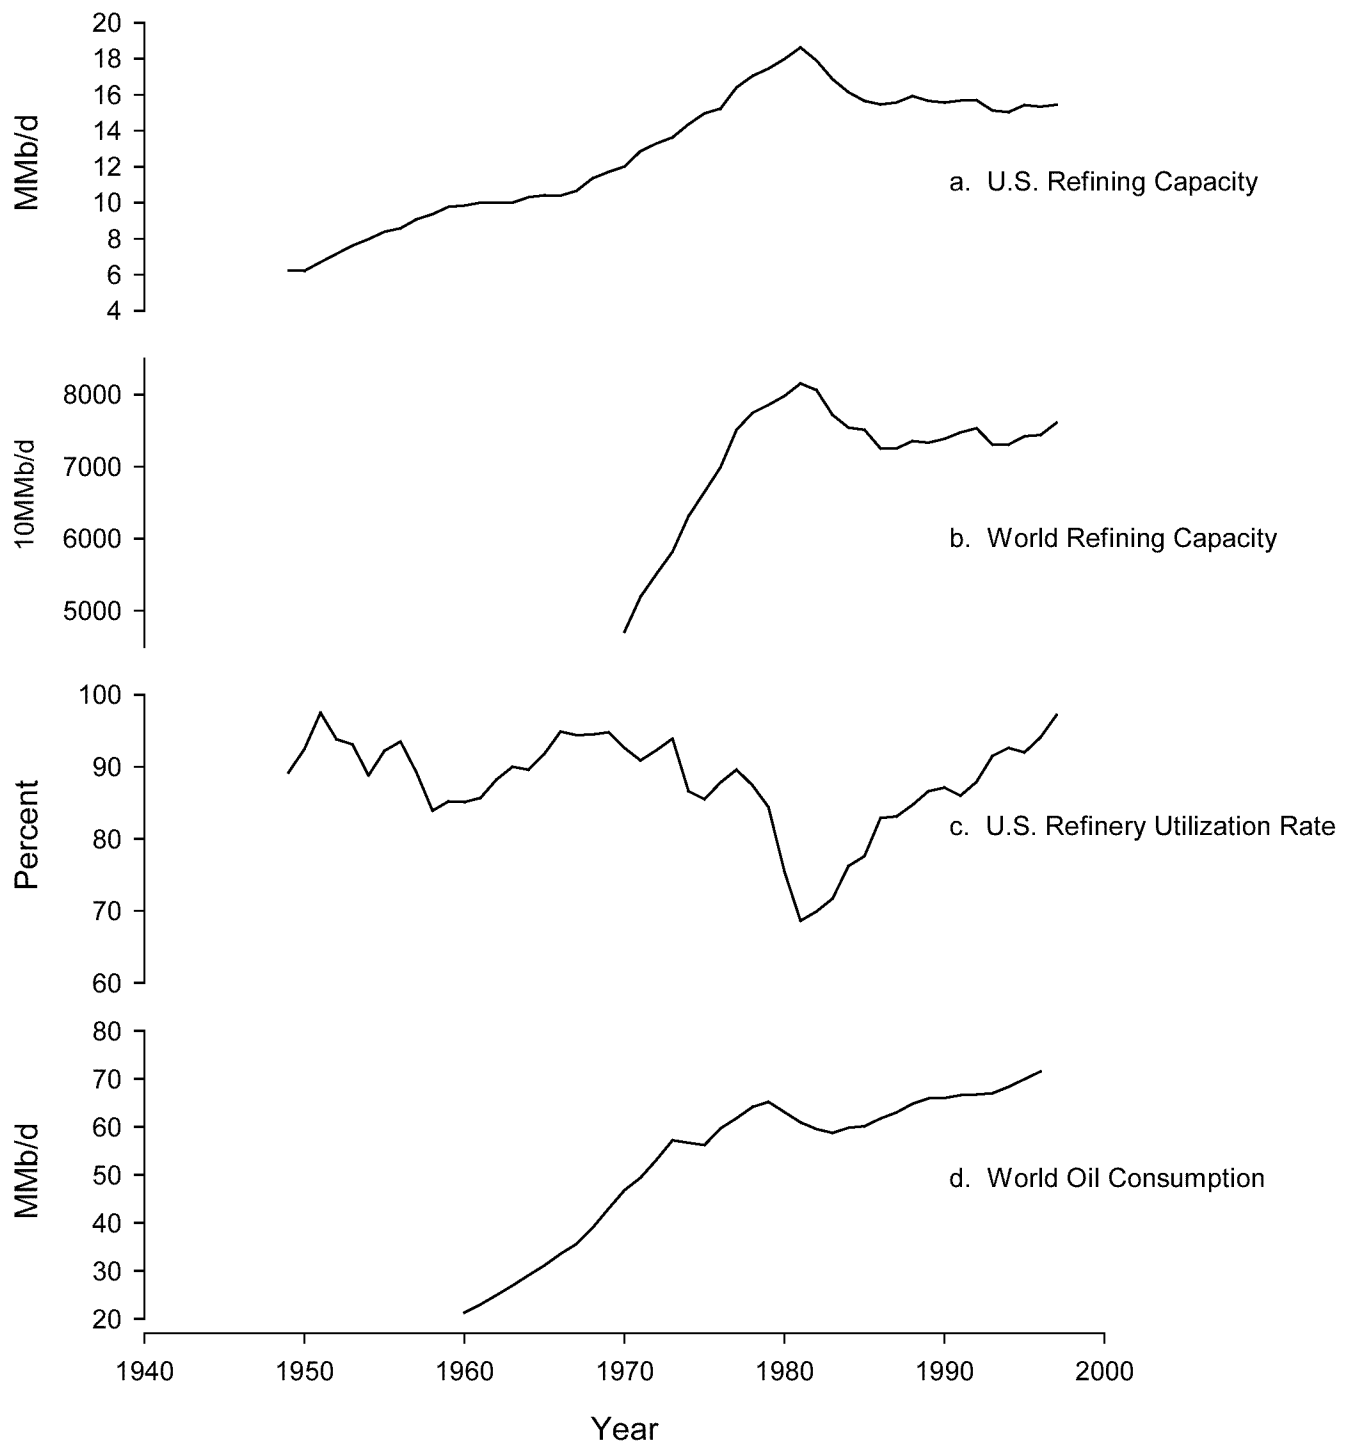 20
18
16
14
12
10
8
6
4
MMb/d
a. U.S. Refining Capacity
8000
7000
6000
5000
10MMb/d
b. World Refining Capacity
100
90
80
70
60
Percent
c. U.S. Refinery Utilization Rate
80
70
60
50
40
30
20
MMb/d
d. World Oil Consumption
1940 1950 1960 1970 1980 1990 2000
Year